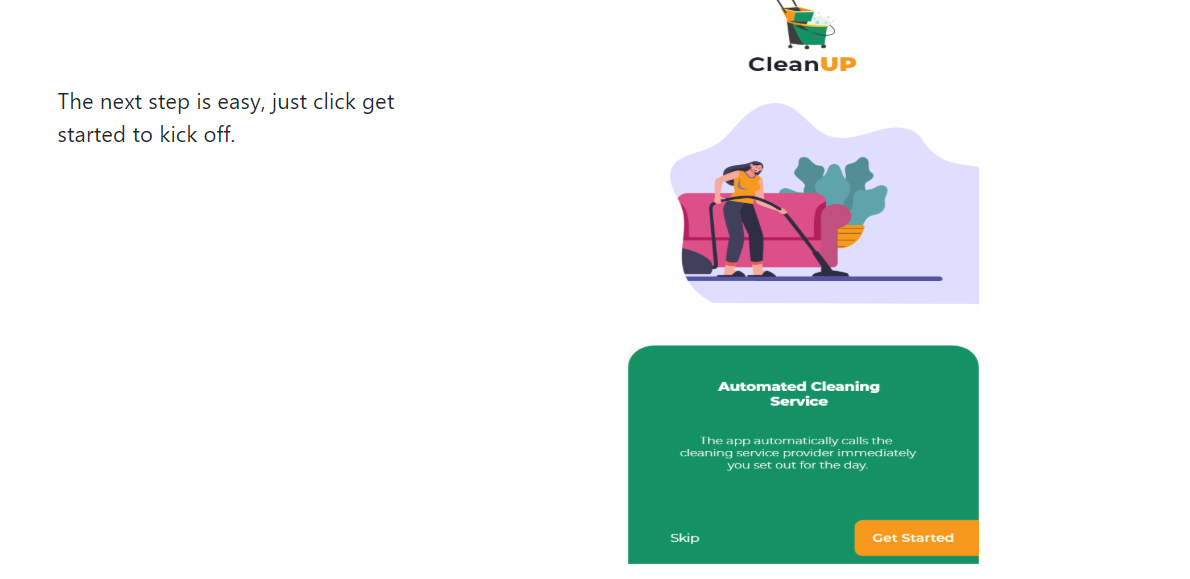 The next step is easy, just click get
started to kick off.
CleanUP
Automated Cleaning
Service
The app automatically calls the
cleaning service provider immediately
you set out for the day.
Skip
Get Started